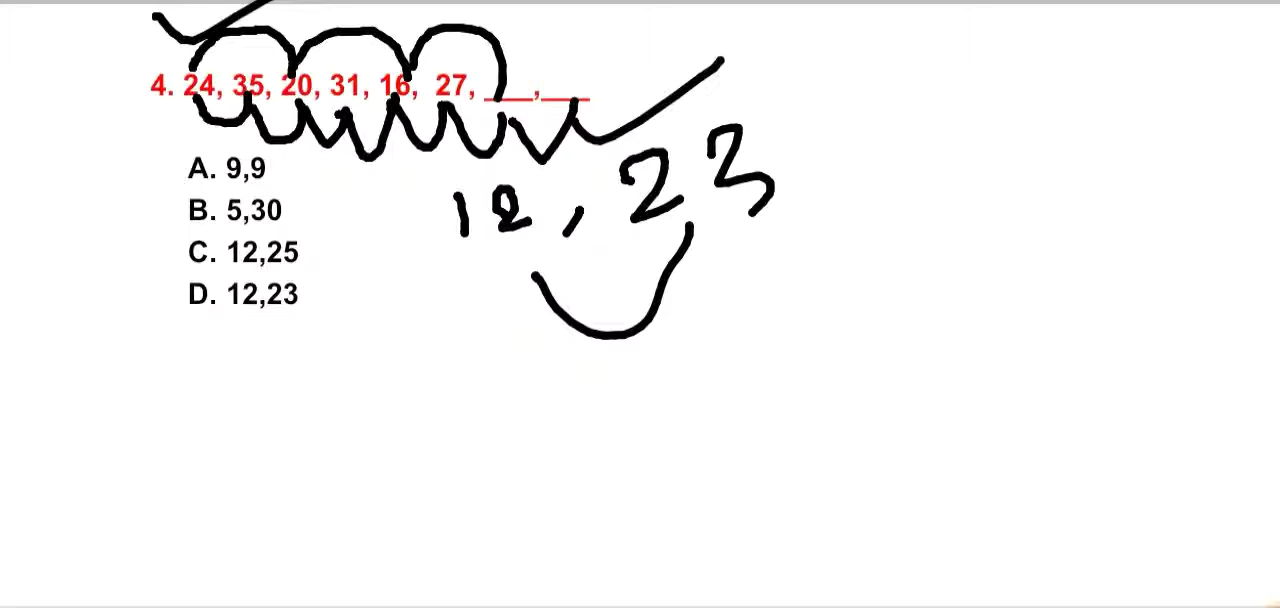 4. 24, 35, 20, 31, 16, 27, ___,___
A. 9,9
B. 5,30
12, 23
C. 12,25
D. 12,23